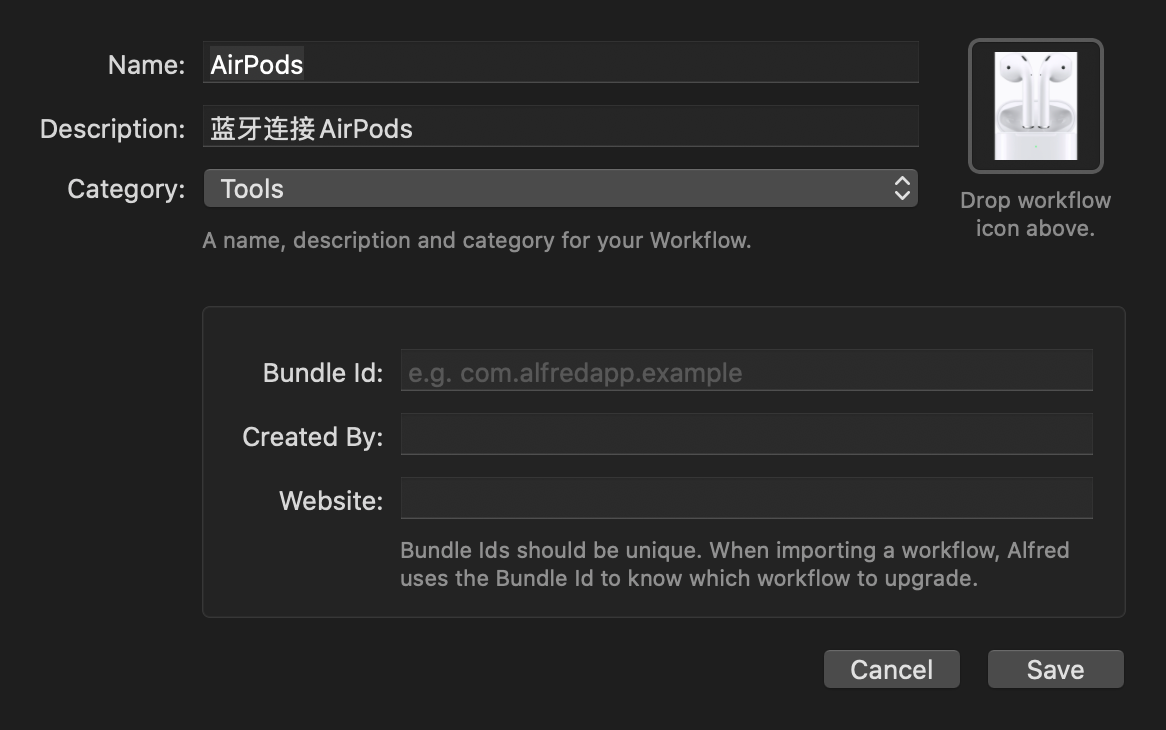 Name: AirPods
Description: 蓝牙连接AirPods
Category: Tools
A name, description and category for your Workflow.
Drop workflow
icon above.
Bundle Id: e.g. com.alfredapp.example
Created By:
Website:
Bundle Ids should be unique. When importing a workflow, Alfred
uses the Bundle Id to know which workflow to upgrade.
Cancel Save